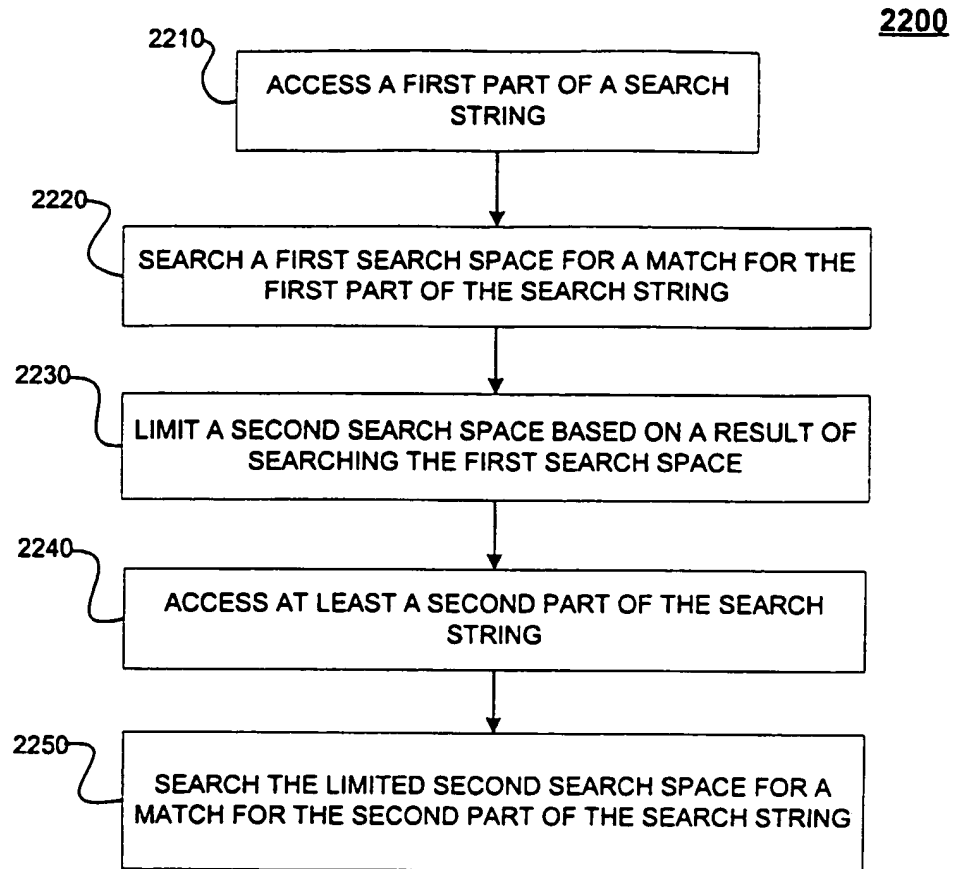 2200
2210
ACCESS A FIRST PART OF A SEARCH
STRING
2220
SEARCH A FIRST SEARCH SPACE FOR A MATCH FOR THE
FIRST PART OF THE SEARCH STRING
2230
LIMIT A SECOND SEARCH SPACE BASED ON A RESULT OF
SEARCHING THE FIRST SEARCH SPACE
2240
ACCESS AT LEAST A SECOND PART OF THE SEARCH
STRING
2250
SEARCH THE LIMITED SECOND SEARCH SPACE FOR A
MATCH FOR THE SECOND PART OF THE SEARCH STRING